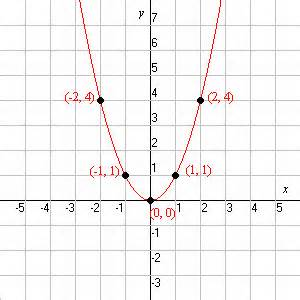 y
7
6
5
(-2, 4) 4 (2, 4)
3
2
(-1, 1) 1 (1, 1)
x
-5 -4 -3 -2 -1 1 2 3 4 5
(0, 0)
-1
-2
-3